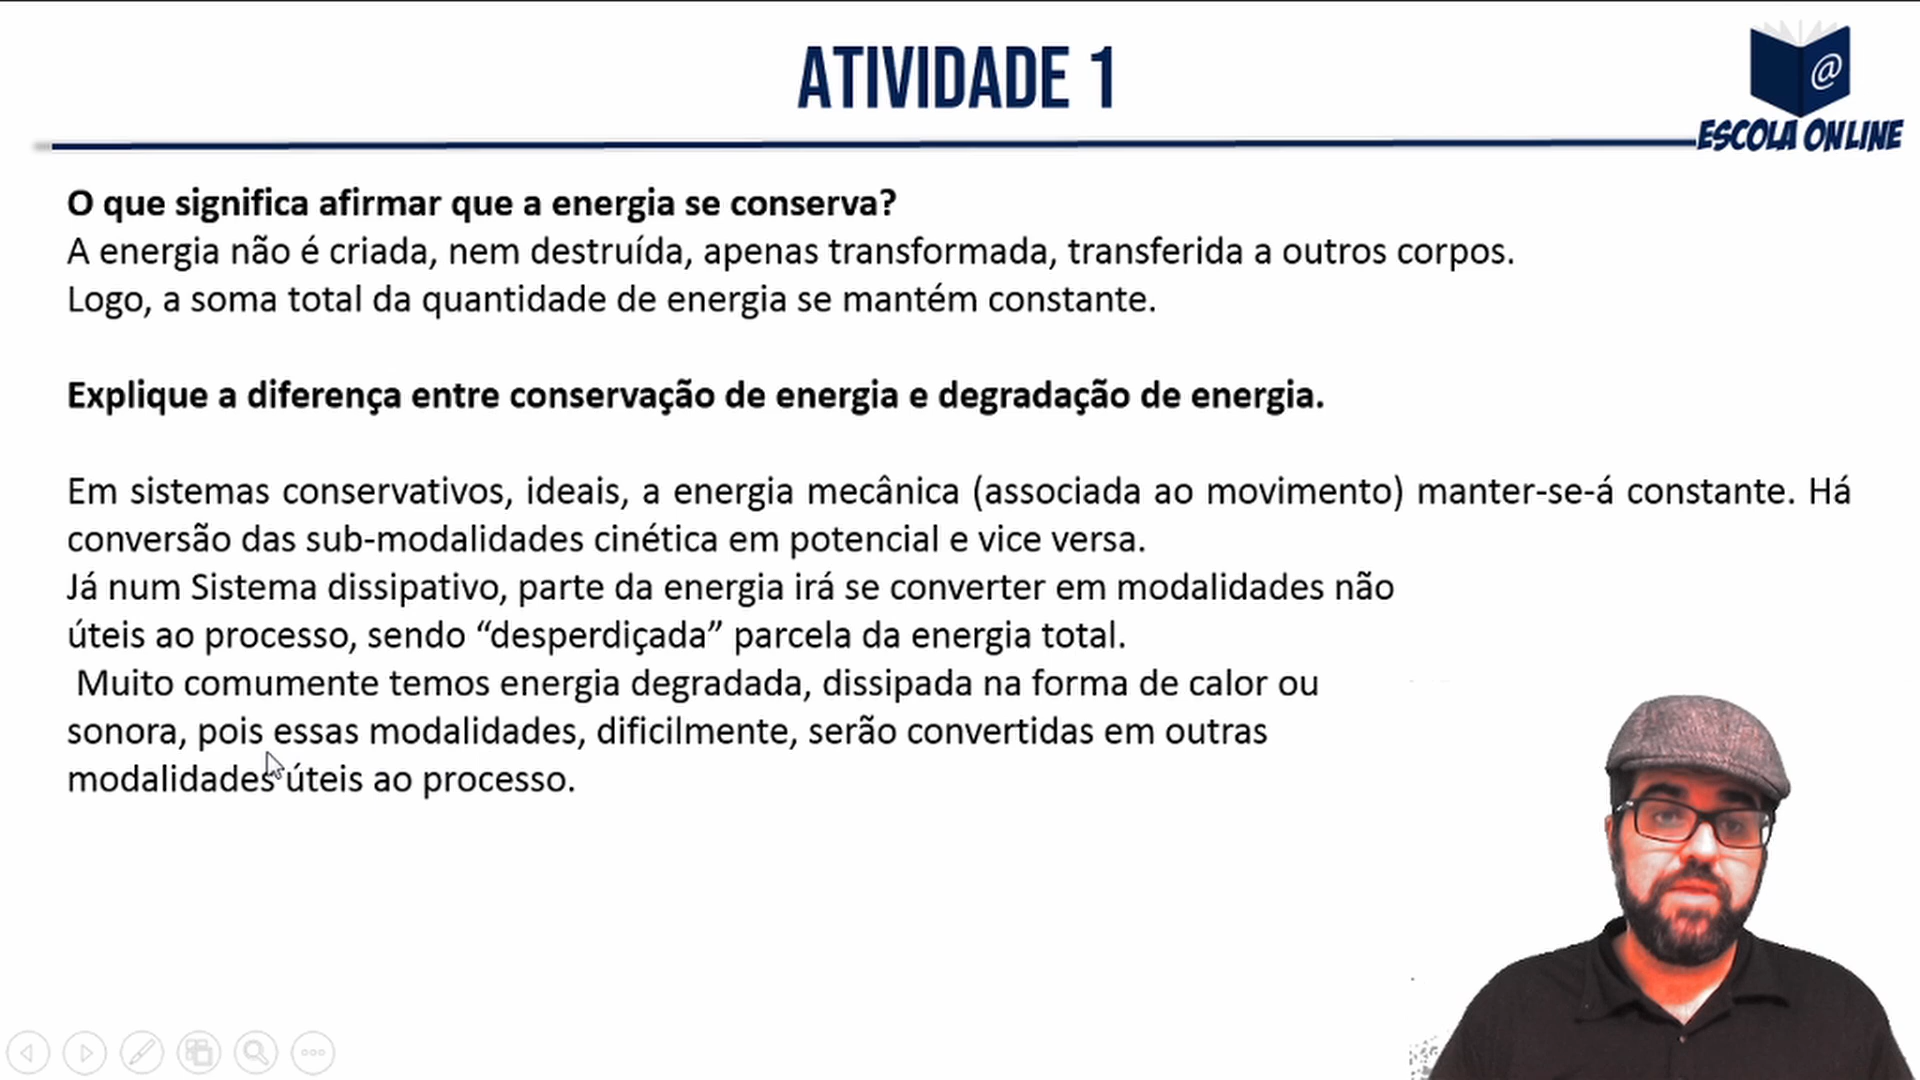 ATIVIDADE 1
@
ESCOLA ONLINE
O que significa afirmar que a energia se conserva?
A energia não é criada, nem destruída, apenas transformada, transferida a outros corpos.
Logo, a soma total da quantidade de energia se mantém constante.
Explique a diferença entre conservação de energia e degradação de energia.
Em sistemas conservativos, ideais, a energia mecânica (associada ao movimento) manter-se-á constante. Há
conversão das sub-modalidades cinética em potencial e vice versa.
Já num Sistema dissipativo, parte da energia irá se converter em modalidades não
úteis ao processo, sendo “desperdiçada” parcela da energia total.
Muito comumente temos energia degradada, dissipada na forma de calor ou
sonora, pois essas modalidades, dificilmente, serão convertidas em outras
modalidades úteis ao processo.